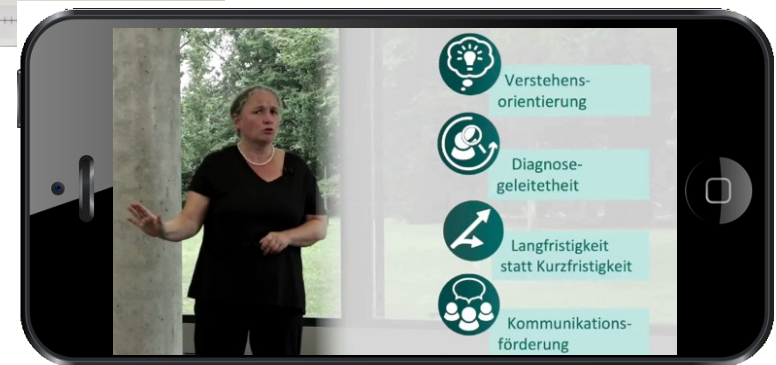 Verstehens-
orientierung
Diagnose-
geleitetheit
Langfristigkeit
statt Kurzfristigkeit
Kommunikations-
förderung